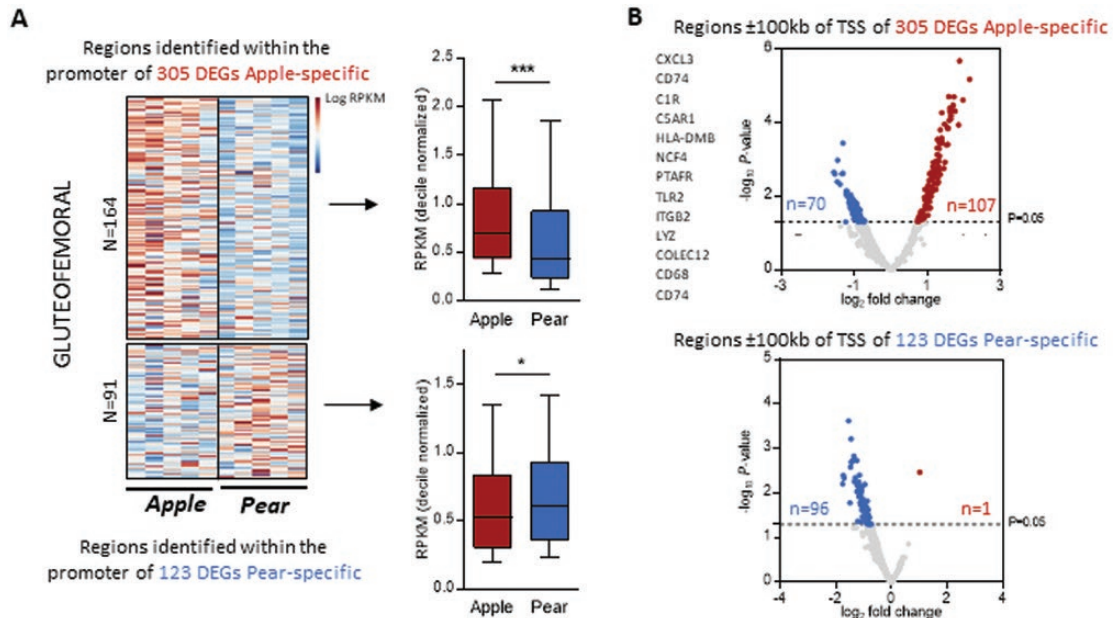 A
Regions identified within the
promoter of 305 DEGs Apple-specific
Log RPKM
GLUTEOFEMORAL
N=164
N=91
Apple
Pear
Regions identified within the
promoter of 123 DEGs Pear-specific
RPKM (decile normalized)
2.5
2.0
1.5
1.0
0.5
0.0
***
Apple
Pear
RPKM (decile normalized)
1.5
1.0
0.5
0.0
*
Apple
Pear
B
Regions ±100kb of TSS of 305 DEGs Apple-specific
CXCL3
CD74
C1R
C5AR1
HLA-DMB
NCF4
PTAFR
TLR2
ITGB2
LYZ
COLEC12
CD68
CD74
-log10 P-value
6
4
2
0
n=70
n=107
P=0.05
-3
-1
1
3
log2 fold change
Regions ±100kb of TSS of 123 DEGs Pear-specific
-log10 P-value
5
4
3
2
1
0
n=96
n=1
P=0.05
-4
-2
0
2
4
log2 fold change